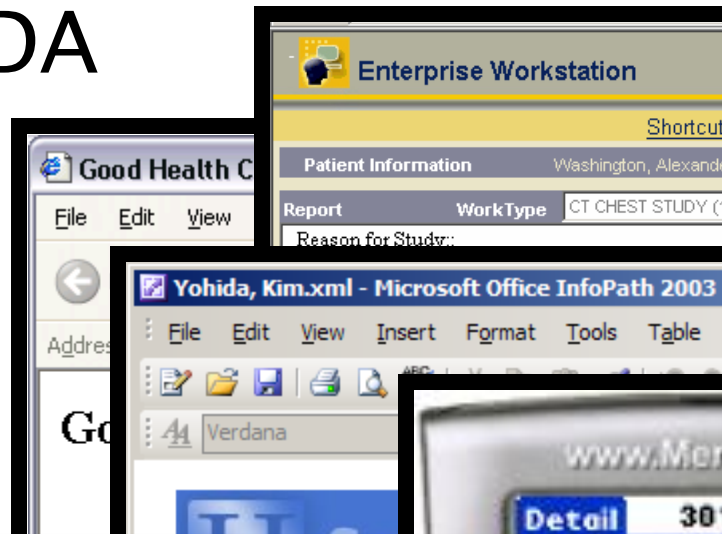 DA
Enterprise Workstation
Shortcut
Good Health C
Patient Information Washington, Alexande
File Edit View
Report WorkType CT CHEST STUDY (
Reason for Study::
Yohida, Kim.xml - Microsoft Office InfoPath 2003
File Edit View Insert Format Tools Table
Addres
Verdana
Go
www.Mer
Detail 301